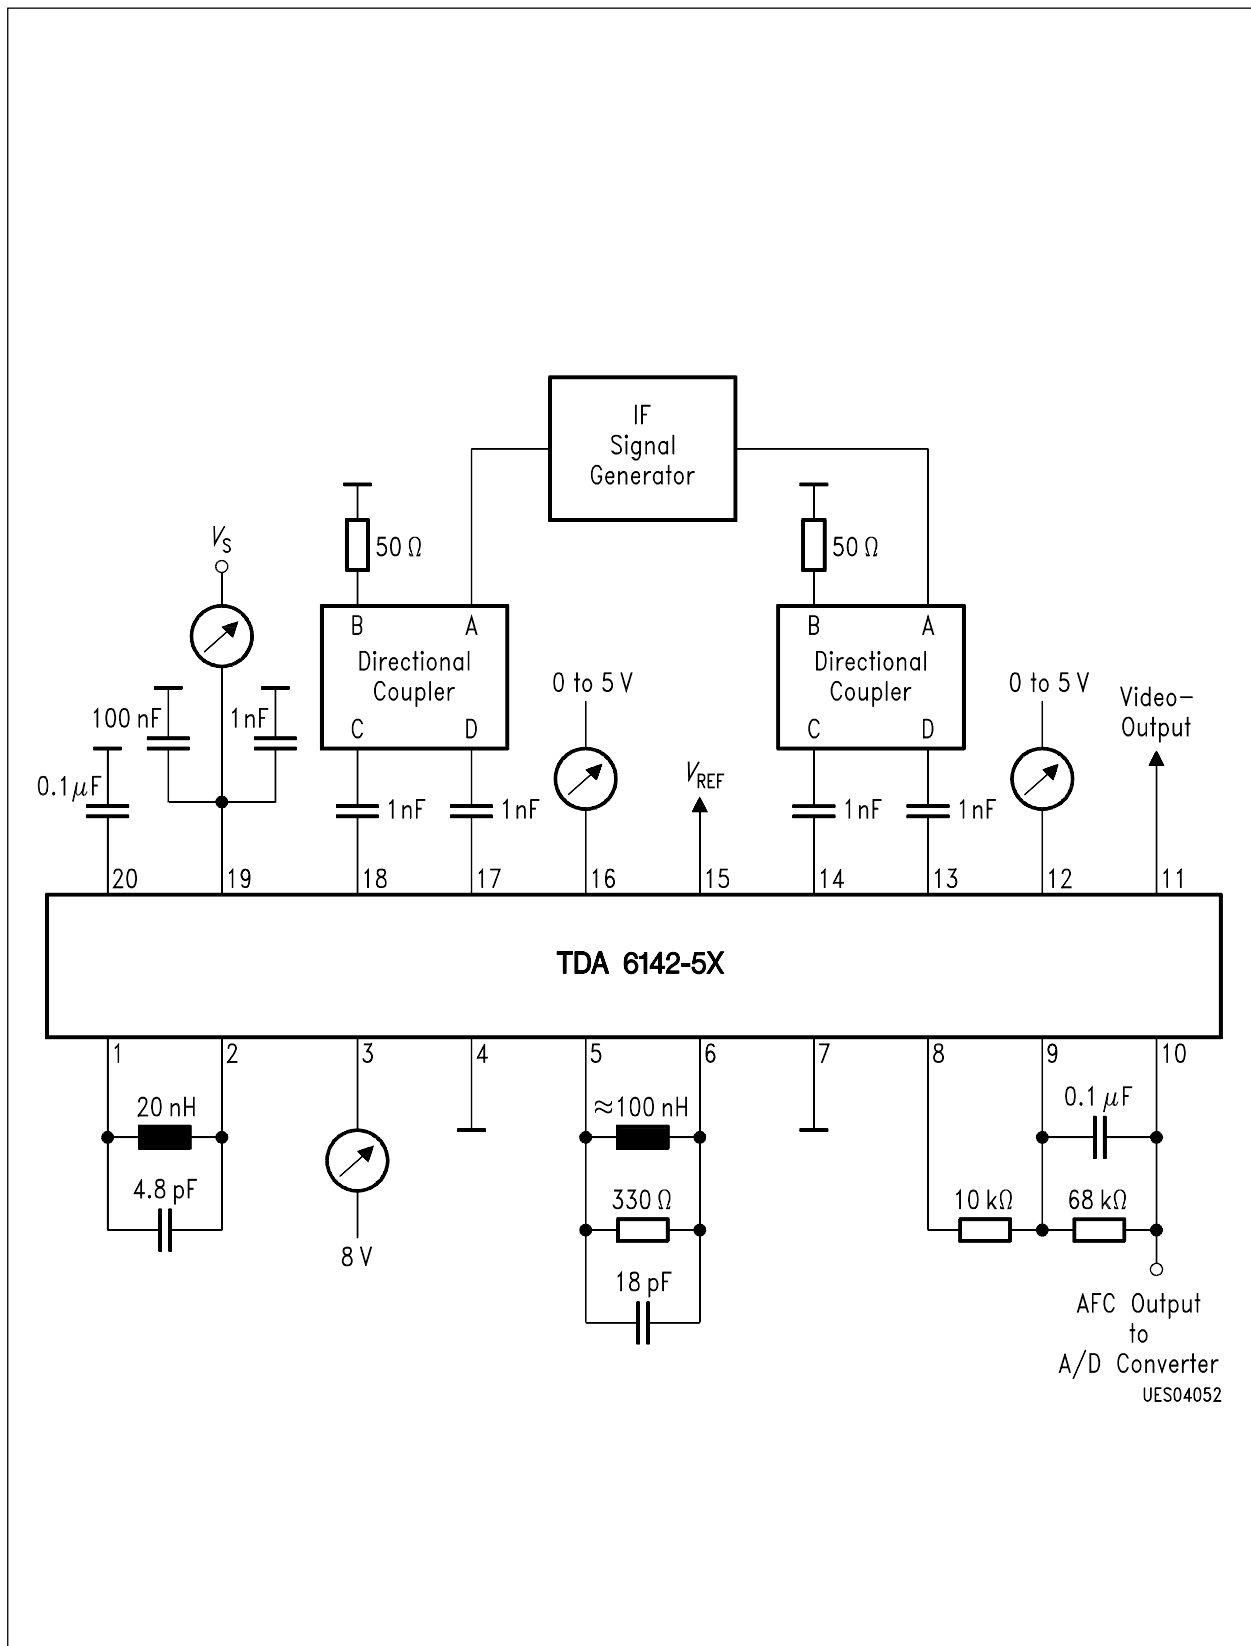 IF
Signal
Generator
50 Ω
50 Ω
V_S
B A
Directional
Coupler
C D
B A
Directional
Coupler
C D
0 to 5 V
0 to 5 V
Video-
Output
100 nF
1 nF
V_REF
0.1 μF
1 nF
1 nF
1 nF
1 nF
20 19 18 17 16 15 14 13 12 11
TDA 6142-5X
1 2 3 4 5 6 7 8 9 10
20 nH
≈100 nH
0.1 μF
4.8 pF
330 Ω
10 kΩ
68 kΩ
8 V
18 pF
AFC Output
to
A/D Converter
UES04052